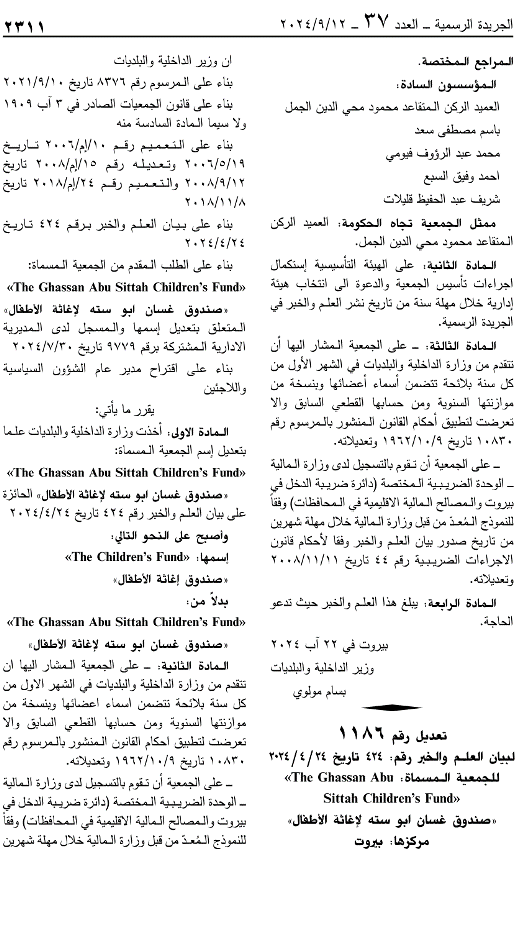 الجريدة الرسمية ــ العدد ٣٧ ــ ٢٠٢٤/٩/١٢
٢٣١١
المراجع المختصة.
المؤسسون السادة:
العميد الركن المتقاعد محمود محي الدين الجمل
باسم مصطفى سعد
محمد عبد الرؤوف فيومي
احمد وفيق السبع
شريف عبد الحفيظ قليلات
ممثل الجمعية تجاه الحكومة: العميد الركن
المتقاعد محمود محي الدين الجمل.
المادة الثانية: على الهيئة التأسيسية إستكمال
اجراءات تأسيس الجمعية والدعوة الى انتخاب هيئة
إدارية خلال مهلة سنة من تاريخ نشر العلم والخبر في
الجريدة الرسمية.
المادة الثالثة: ــ على الجمعية المشار اليها أن
تتقدم من وزارة الداخلية والبلديات في الشهر الأول من
كل سنة بلائحة تتضمن أسماء أعضائها وبنسخة من
موازنتها السنوية ومن حسابها القطعي السابق والا
تعرضت لتطبيق أحكام القانون المنشور بالمرسوم رقم
١٠٨٣٠ تاريخ ١٩٦٢/١٠/٩ وتعديلاته.
ــ على الجمعية أن تقوم بالتسجيل لدى وزارة المالية
ــ الوحدة الضريبية المختصة (دائرة ضريبة الدخل في
بيروت والمصالح المالية الاقليمية في المحافظات) وفقاً
للنموذج المُعدّ من قبل وزارة المالية خلال مهلة شهرين
من تاريخ صدور بيان العلم والخبر وفقا لأحكام قانون
الاجراءات الضريبية رقم ٤٤ تاريخ ٢٠٠٨/١١/١١
وتعديلاته.
المادة الرابعة: يبلغ هذا العلم والخبر حيث تدعو
الحاجة.
بيروت في ٢٢ آب ٢٠٢٤
وزير الداخلية والبلديات
بسام مولوي
تعديل رقم ١١٨٦
لبيان العلم والخبر رقم: ٤٢٤ تاريخ ٢٠٢٤/٤/٢٤
للجمعية المسماة: «The Ghassan Abu
Sittah Children's Fund»
«صندوق غسان ابو سته لإغاثة الأطفال»
مركزها: بيروت
ان وزير الداخلية والبلديات
بناء على المرسوم رقم ٨٣٧٦ تاريخ ٢٠٢١/٩/١٠
بناء على قانون الجمعيات الصادر في ٣ آب ١٩٠٩
ولا سيما المادة السادسة منه
بناء على التعميم رقم ١٠/إم/٢٠٠٦ تاريخ
٢٠٠٦/٥/١٩ وتعديله رقم ١٥/إم/٢٠٠٨ تاريخ
٢٠٠٨/٩/١٢ والتعميم رقم ٢٤/إم/٢٠١٨ تاريخ
٢٠١٨/١١/٨
بناء على بيان العلم والخبر برقم ٤٢٤ تاريخ
٢٠٢٤/٤/٢٤
بناء على الطلب المقدم من الجمعية المسماة:
«The Ghassan Abu Sittah Children's Fund»
«صندوق غسان ابو سته لإغاثة الأطفال»
المتعلق بتعديل إسمها والمسجل لدى المديرية
الادارية المشتركة برقم ٩٧٧٩ تاريخ ٢٠٢٤/٧/٣٠
بناء على اقتراح مدير عام الشؤون السياسية
واللاجئين
يقرر ما يأتي:
المادة الاولى: أخذت وزارة الداخلية والبلديات علما
بتعديل إسم الجمعية المسماة:
«The Ghassan Abu Sittah Children's Fund»
«صندوق غسان ابو سته لإغاثة الأطفال» الحائزة
على بيان العلم والخبر رقم ٤٢٤ تاريخ ٢٠٢٤/٤/٢٤
وأصبح على النحو التالي:
إسمها: «The Children's Fund»
«صندوق إغاثة الأطفال»
بدلاً من:
«The Ghassan Abu Sittah Children's Fund»
«صندوق غسان ابو سته لإغاثة الأطفال»
المادة الثانية: ــ على الجمعية المشار اليها ان
تتقدم من وزارة الداخلية والبلديات في الشهر الاول من
كل سنة بلائحة تتضمن اسماء اعضائها وبنسخة من
موازنتها السنوية ومن حسابها القطعي السابق والا
تعرضت لتطبيق احكام القانون المنشور بالمرسوم رقم
١٠٨٣٠ تاريخ ١٩٦٢/١٠/٩ وتعديلاته.
ــ على الجمعية أن تقوم بالتسجيل لدى وزارة المالية
ــ الوحدة الضريبية المختصة (دائرة ضريبة الدخل في
بيروت والمصالح المالية الاقليمية في المحافظات) وفقاً
للنموذج المُعدّ من قبل وزارة المالية خلال مهلة شهرين